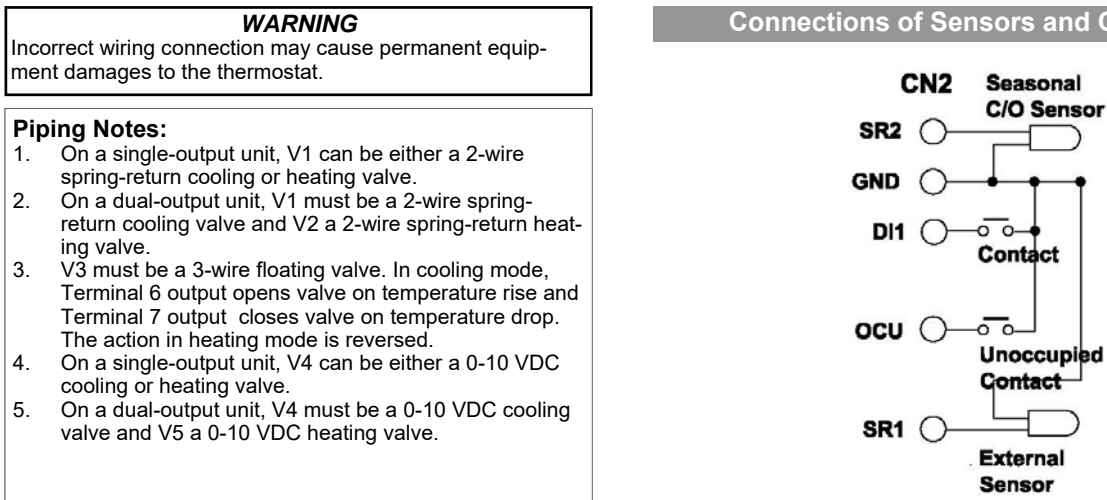 WARNING
Incorrect wiring connection may cause permanent equip-
ment damages to the thermostat.
Piping Notes:
1. On a single-output unit, V1 can be either a 2-wire
spring-return cooling or heating valve.
2. On a dual-output unit, V1 must be a 2-wire spring-
return cooling valve and V2 a 2-wire spring-return heat-
ing valve.
3. V3 must be a 3-wire floating valve. In cooling mode,
Terminal 6 output opens valve on temperature rise and
Terminal 7 output closes valve on temperature drop.
The action in heating mode is reversed.
4. On a single-output unit, V4 can be either a 0-10 VDC
cooling or heating valve.
5. On a dual-output unit, V4 must be a 0-10 VDC cooling
valve and V5 a 0-10 VDC heating valve.
Connections of Sensors and
CN2
Seasonal
C/O Sensor
SR2
GND
DI1
Contact
OCU
Unoccupied
Contact
SR1
External
Sensor